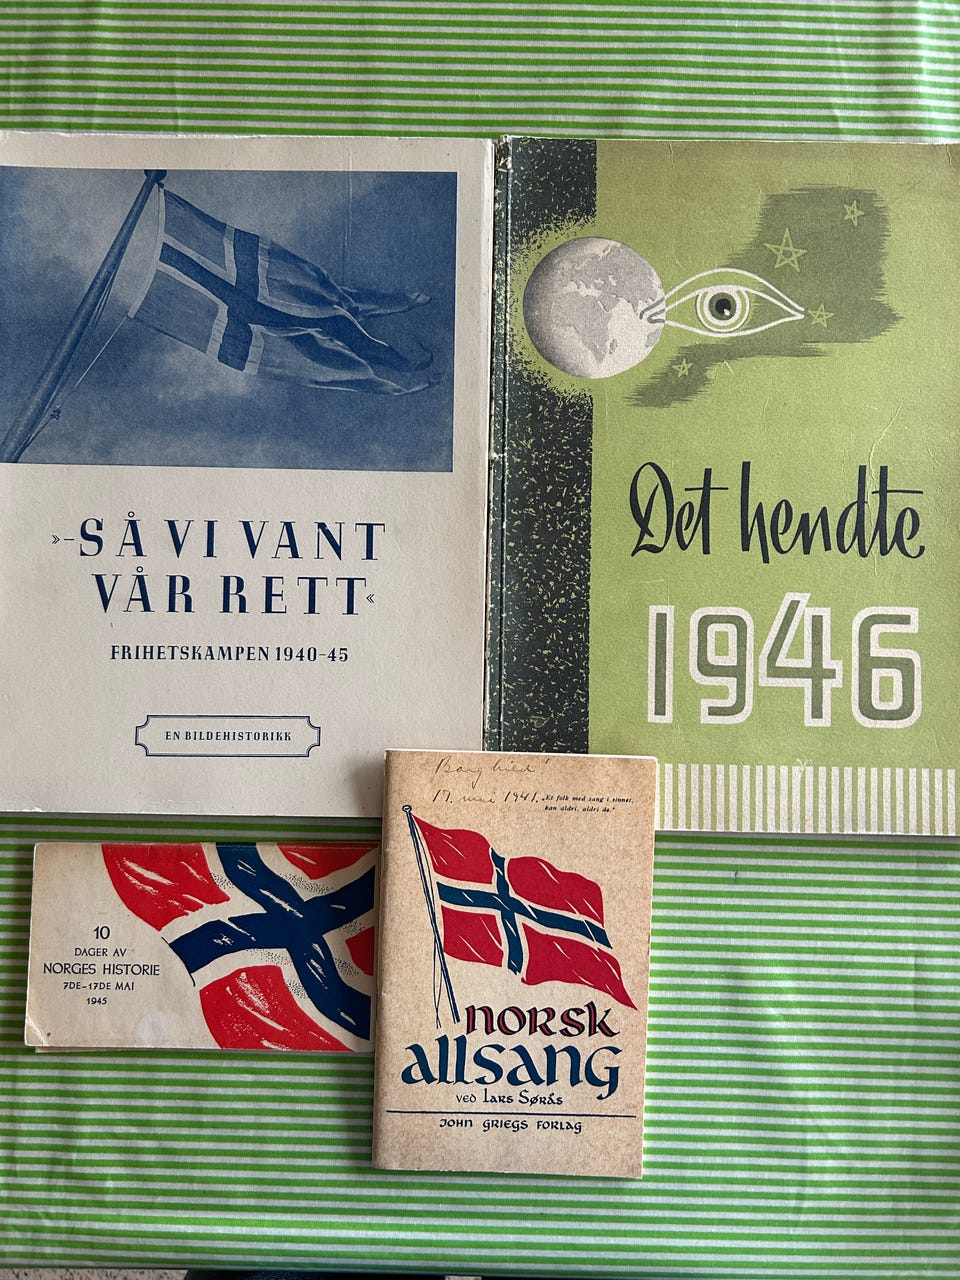 »–SÅ VI VANT
VÅR RETT«
FRIHETSKAMPEN 1940–45
EN BILDEHISTORIKK
Det hendte
1946
10
DAGER AV
NORGES HISTORIE
7DE–17DE MAI
1945
17. mai 1941.
„Et folk med sang i sinnet,
kan aldri, aldri dø.“
norsk
allsang
ved Lars Sørås
JOHN GRIEGS FORLAG